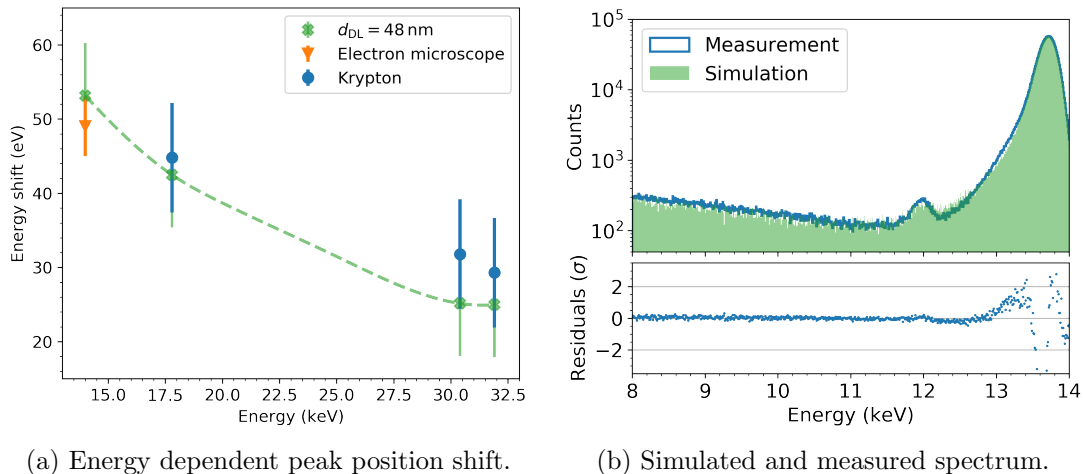 60
50
40
30
20
Energy shift (eV)
15.0 17.5 20.0 22.5 25.0 27.5 30.0 32.5
Energy (keV)
d_DL = 48 nm
Electron microscope
Krypton
(a) Energy dependent peak position shift.
10^5
10^4
10^3
10^2
Counts
Measurement
Simulation
2
0
−2
Residuals (σ)
8 9 10 11 12 13 14
Energy (keV)
(b) Simulated and measured spectrum.